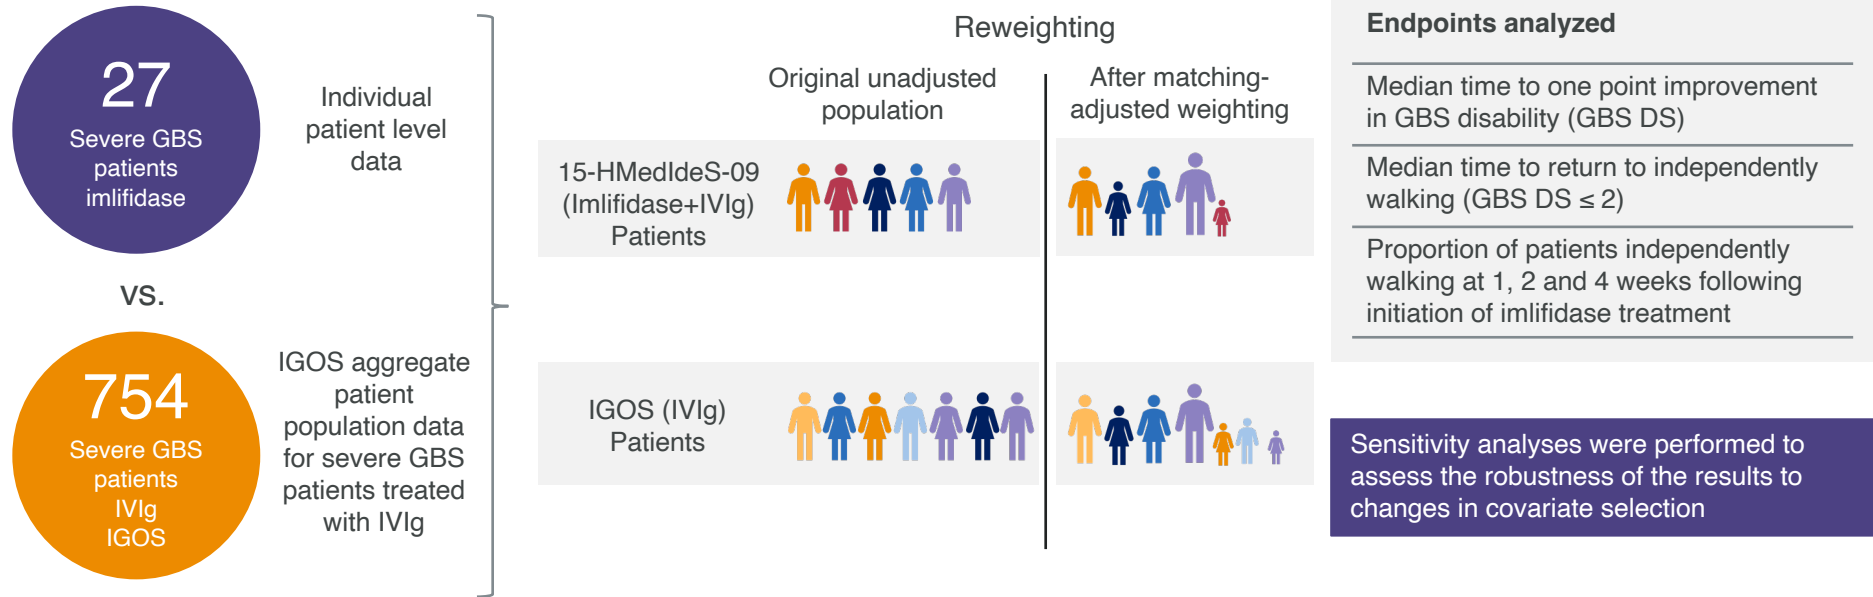 27
Severe GBS
patients
imlifidase
Individual
patient level
data
vs.
754
Severe GBS
patients
IVIg
IGOS
IGOS aggregate
patient
population data
for severe GBS
patients treated
with IVIg
Reweighting
Original unadjusted
population
After matching-
adjusted weighting
15-HMedIdeS-09
(Imlifidase+IVIg)
Patients
IGOS (IVIg)
Patients
Endpoints analyzed
Median time to one point improvement
in GBS disability (GBS DS)
Median time to return to independently
walking (GBS DS ≤ 2)
Proportion of patients independently
walking at 1, 2 and 4 weeks following
initiation of imlifidase treatment
Sensitivity analyses were performed to
assess the robustness of the results to
changes in covariate selection